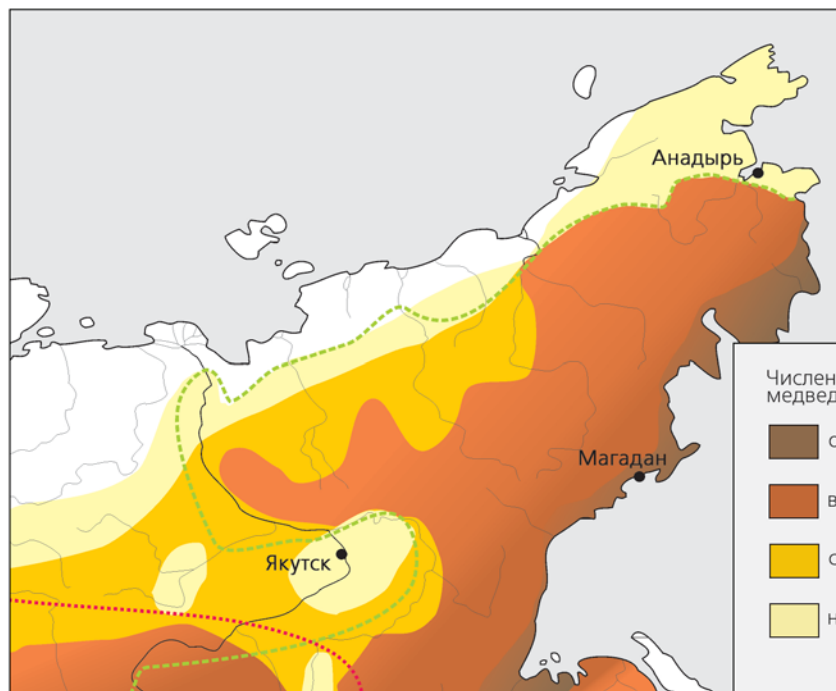 Анадырь
Магадан
Якутск
Числен
медвед
о
в
с
н